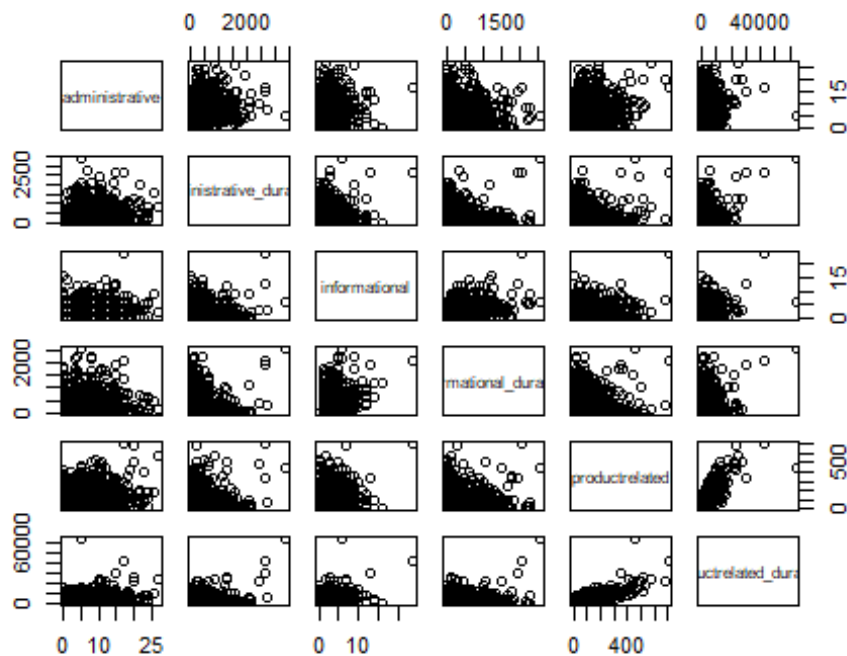 0 2000 0 1500 0 40000
administrative
0 15
0 2500
inistrative_dura
informational
0 15
0 2000
rmational_dura
productrelated
0 500
0 60000
uctrelated_dura
0 10 25 0 10 0 400